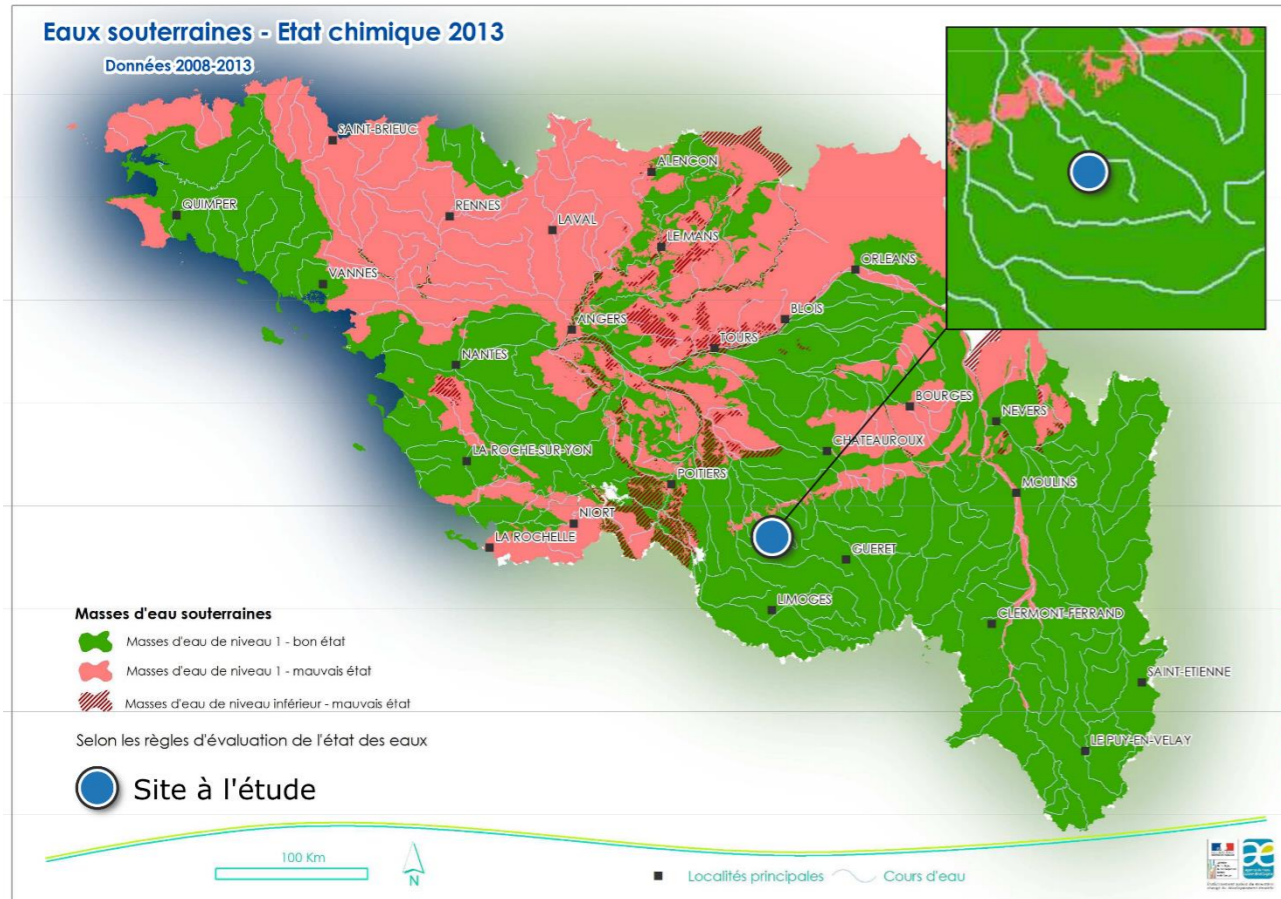 Eaux souterraines - Etat chimique 2013
Données 2008-2013
SAINT-BRIEUC
ALENCON
QUIMPER
RENNES
LAVAL
LE MANS
VANNES
ORLEANS
ANGERS
BLOIS
TOURS
NANTES
BOURGES
NEVERS
CHATEAUROUX
LA ROCHE-SUR-YON
POITIERS
MOULINS
NIORT
LA ROCHELLE
GUERET
LIMOGES
CLERMONT-FERRAND
SAINT-ETIENNE
LE PUY-EN-VELAY
Masses d'eau souterraines
Masses d'eau de niveau 1 - bon état
Masses d'eau de niveau 1 - mauvais état
Masses d'eau de niveau inférieur - mauvais état
Selon les règles d'évaluation de l'état des eaux
Site à l'étude
100 Km
N
Localités principales
Cours d'eau